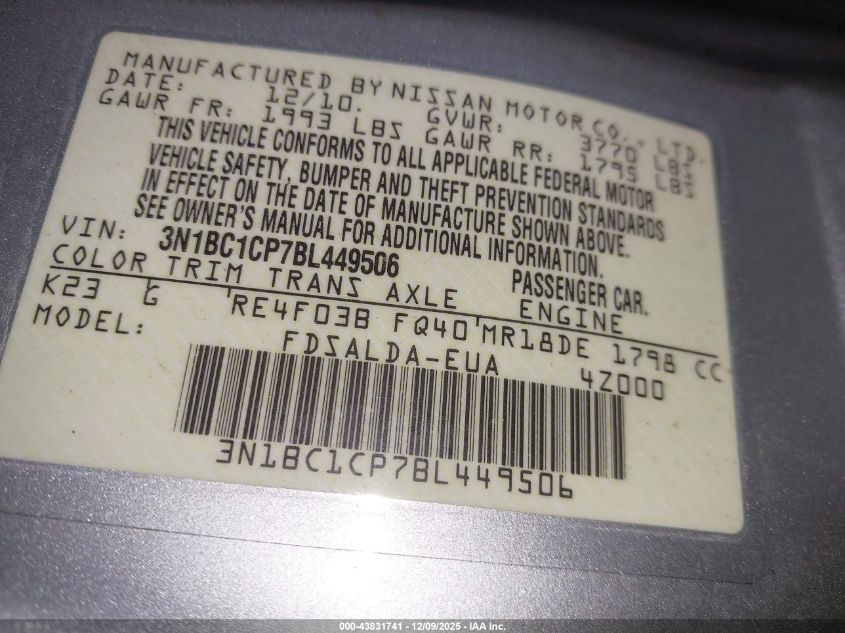 MANUFACTURED BY NISSAN MOTOR CO., LTD.
DATE: 12/10. GVWR: 3770 LBS
GAWR FR: 1993 LBS GAWR RR: 1795 LBS
THIS VEHICLE CONFORMS TO ALL APPLICABLE FEDERAL MOTOR
VEHICLE SAFETY, BUMPER AND THEFT PREVENTION STANDARDS
IN EFFECT ON THE DATE OF MANUFACTURE SHOWN ABOVE.
SEE OWNER'S MANUAL FOR ADDITIONAL INFORMATION.
VIN: 3N1BC1CP7BL449506 PASSENGER CAR.
COLOR TRIM TRANS AXLE ENGINE
K23 G RE4F03B FQ40 MR18DE 1798 CC
MODEL: FDSALDA-EUA 4Z000
3N1BC1CP7BL449506
000-43831741 - 12/09/2025 - IAA Inc.